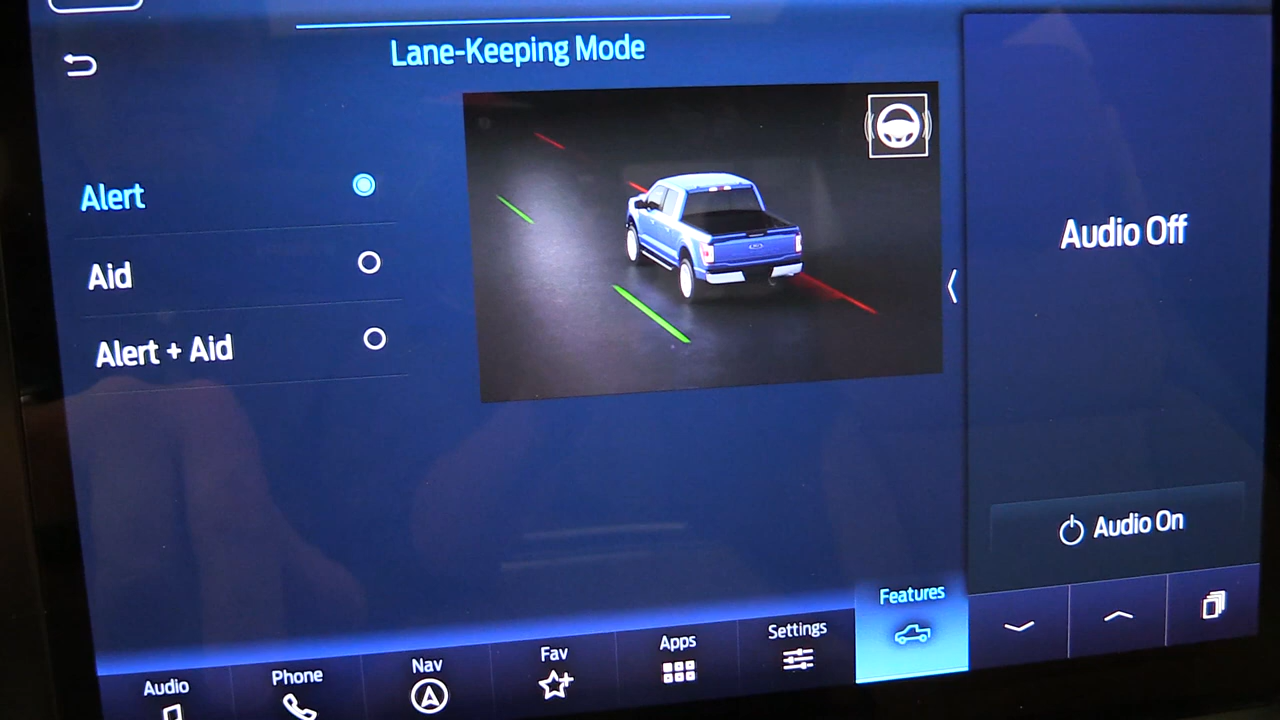 Lane-Keeping Mode
Alert
Aid
Alert + Aid
Audio Off
Audio On
Audio
Phone
Nav
Fav
Apps
Settings
Features